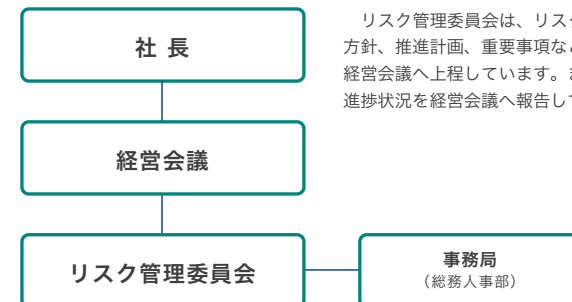 社 長
リスク管理委員会は、リス
方針、推進計画、重要事項な
経営会議へ上程しています。
進捗状況を経営会議へ報告して
経営会議
リスク管理委員会
事務局
（総務人事部）